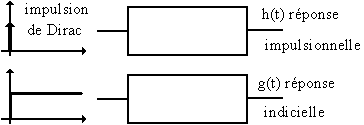 impulsion
de Dirac
h(t) réponse
impulsionnelle
g(t) réponse
indicielle